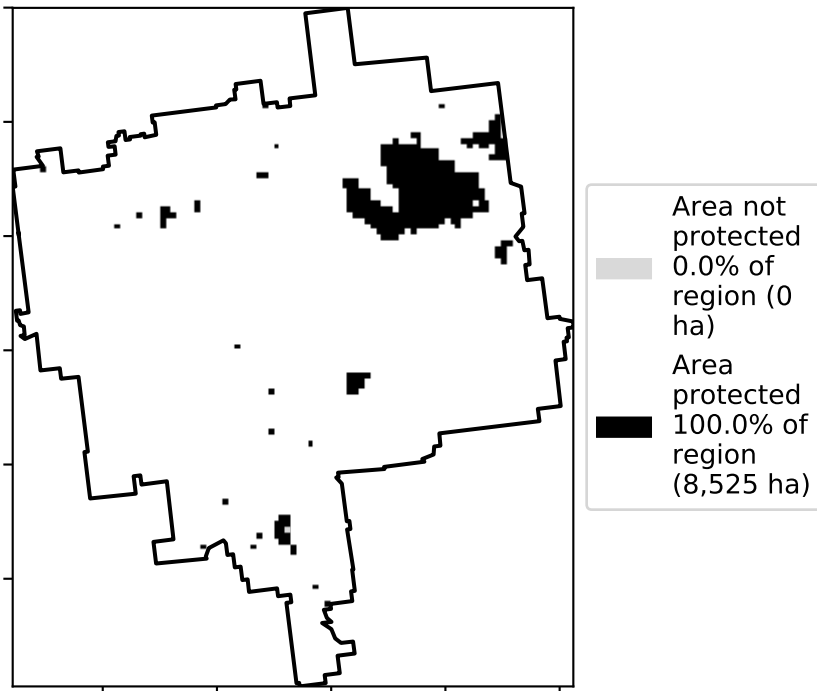 Area not
protected
0.0% of
region (0
ha)
Area
protected
100.0% of
region
(8,525 ha)